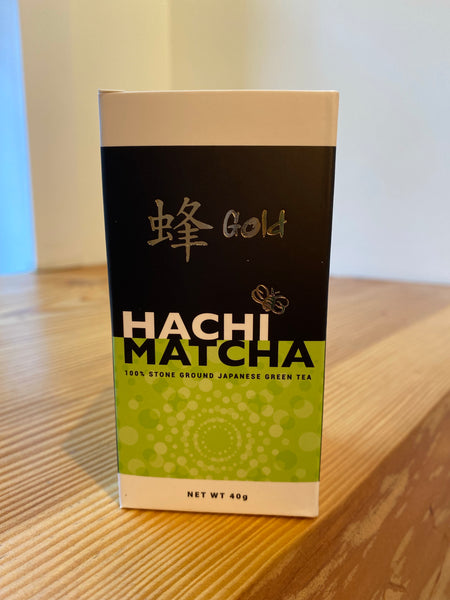 蜂 Gold
HACHI
MATCHA
100% STONE GROUND JAPANESE GREEN TEA
NET WT 40g